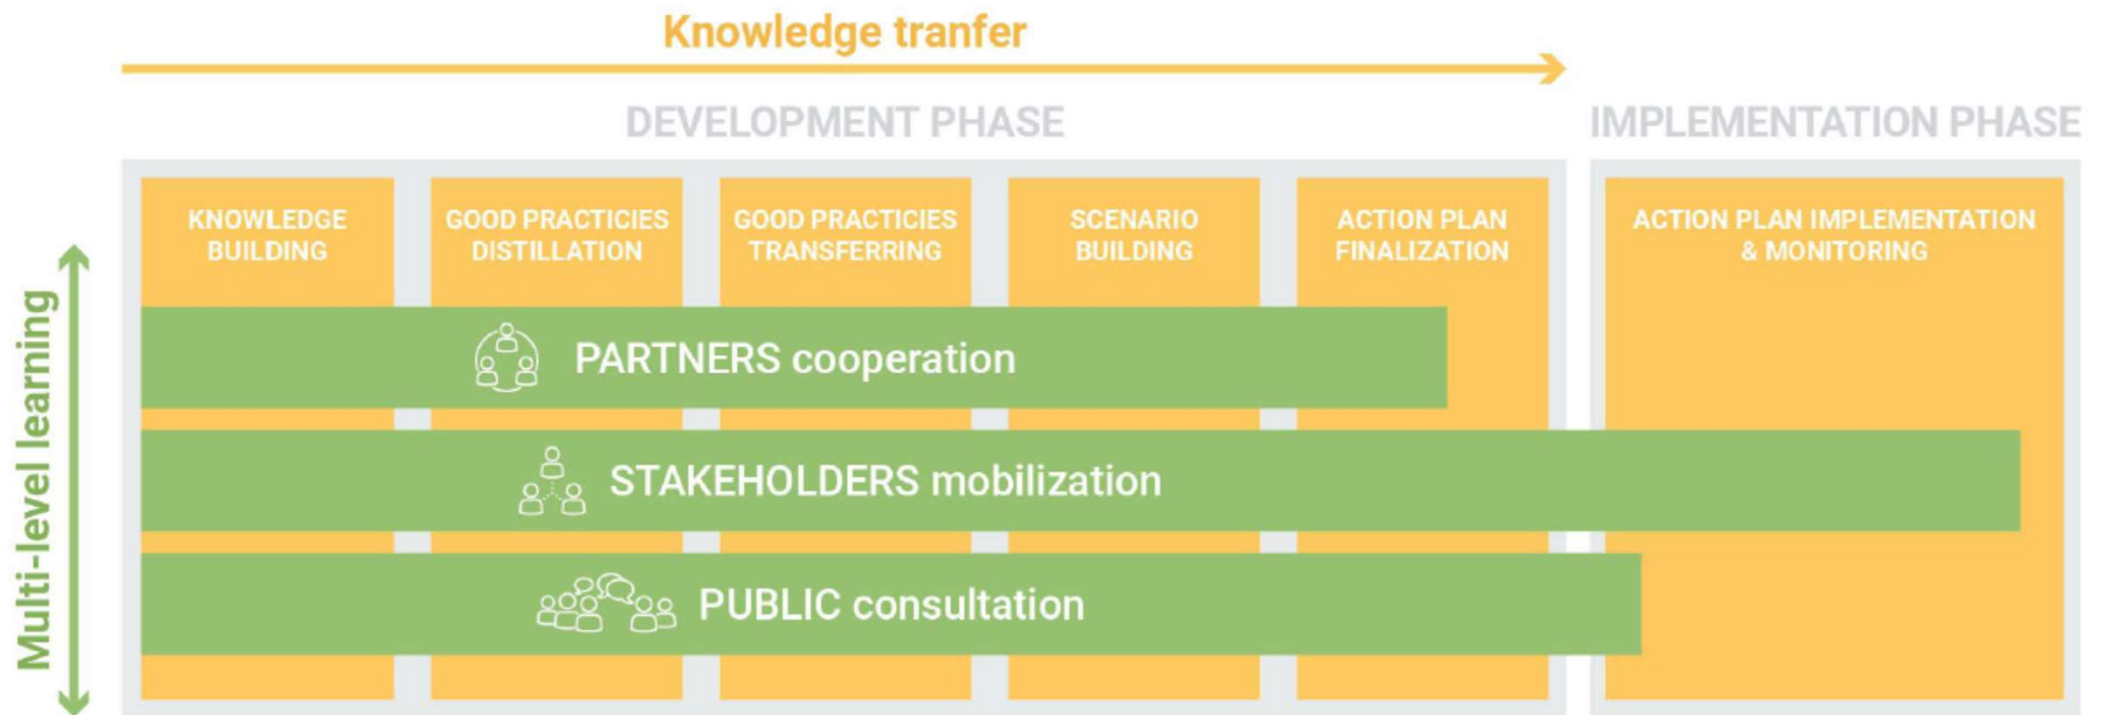 Knowledge tranfer
DEVELOPMENT PHASE
IMPLEMENTATION PHASE
KNOWLEDGE
BUILDING
GOOD PRACTICIES
DISTILLATION
GOOD PRACTICIES
TRANSFERRING
SCENARIO
BUILDING
ACTION PLAN
FINALIZATION
ACTION PLAN IMPLEMENTATION
& MONITORING
Multi-level learning
PARTNERS cooperation
STAKEHOLDERS mobilization
PUBLIC consultation